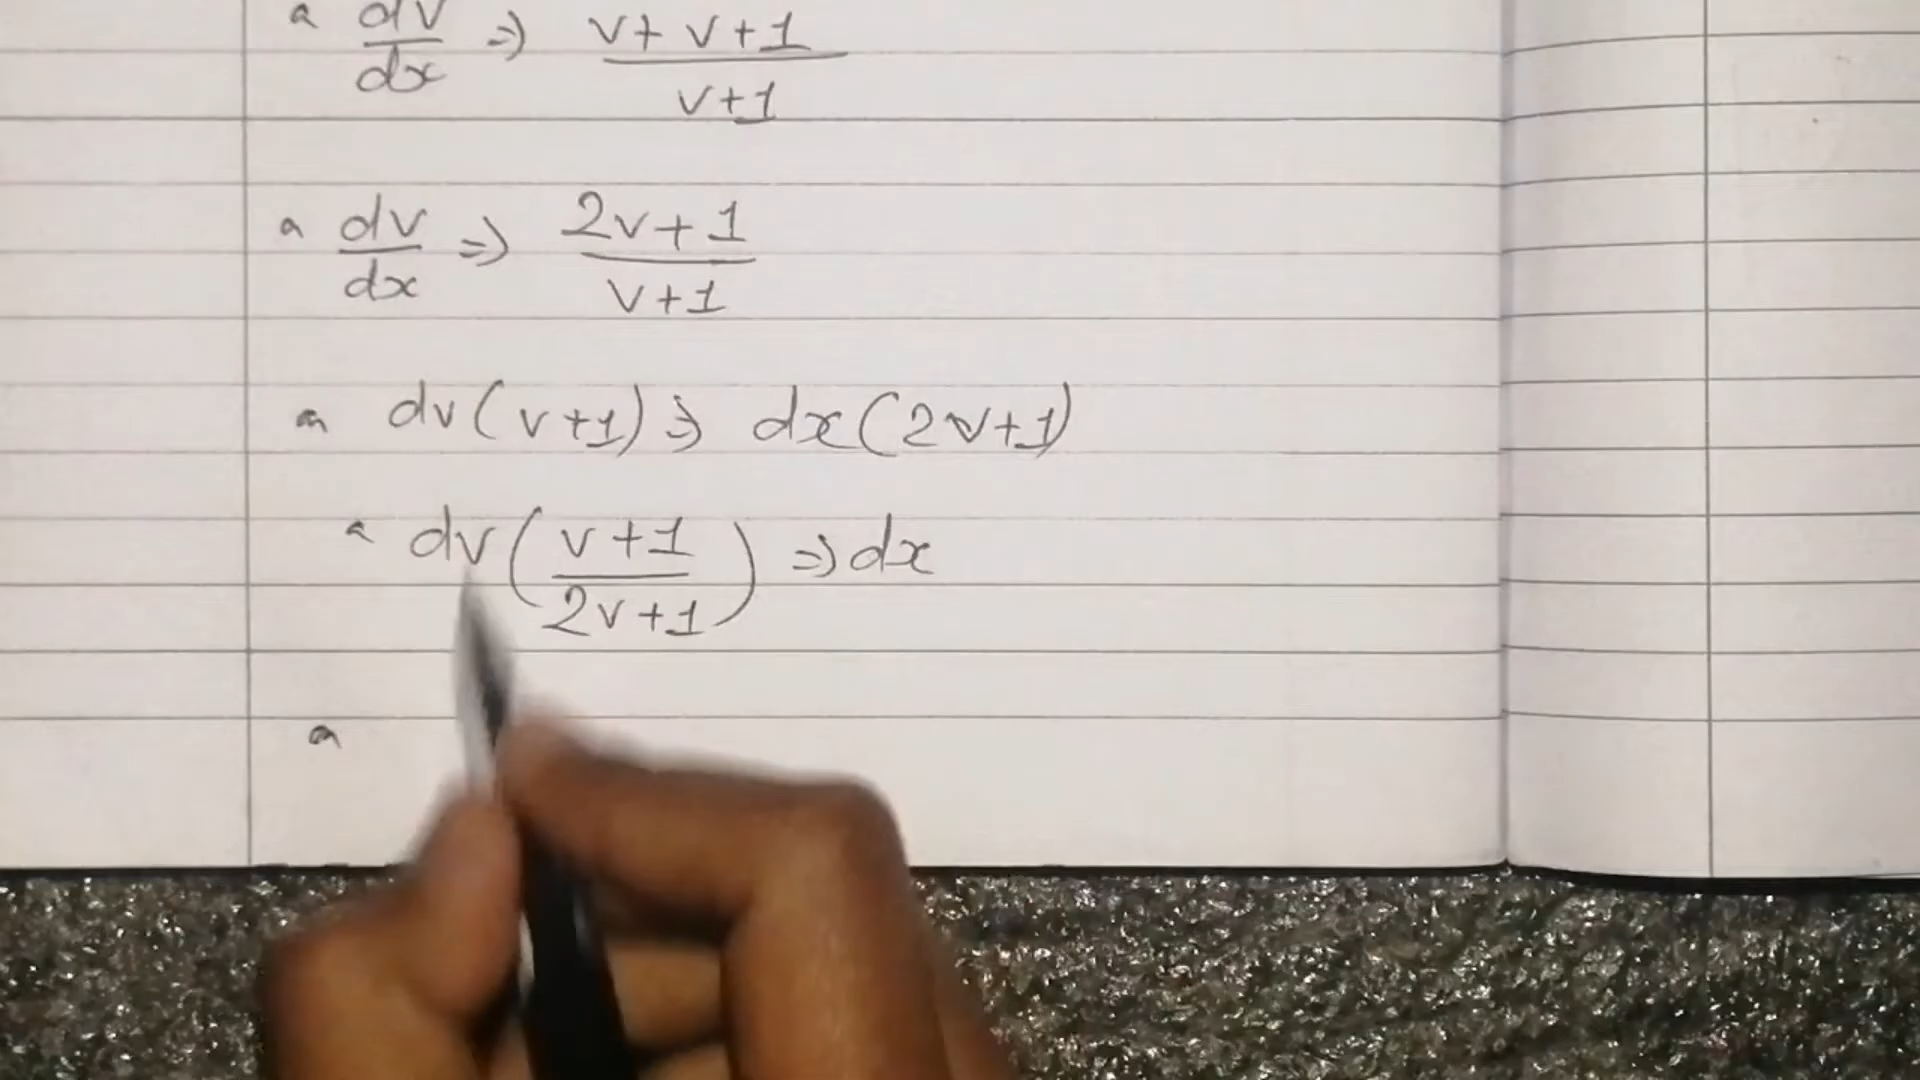 a dv/dx => v+v+1/v+1
a dv/dx => 2v+1/v+1
a dv(v+1) => dx(2v+1)
a dv(v+1/2v+1) => dx
a